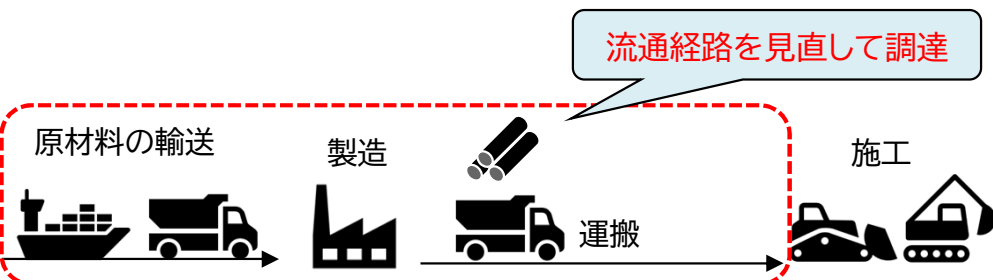 流通経路を見直して調達
原材料の輸送
製造
施工
運搬